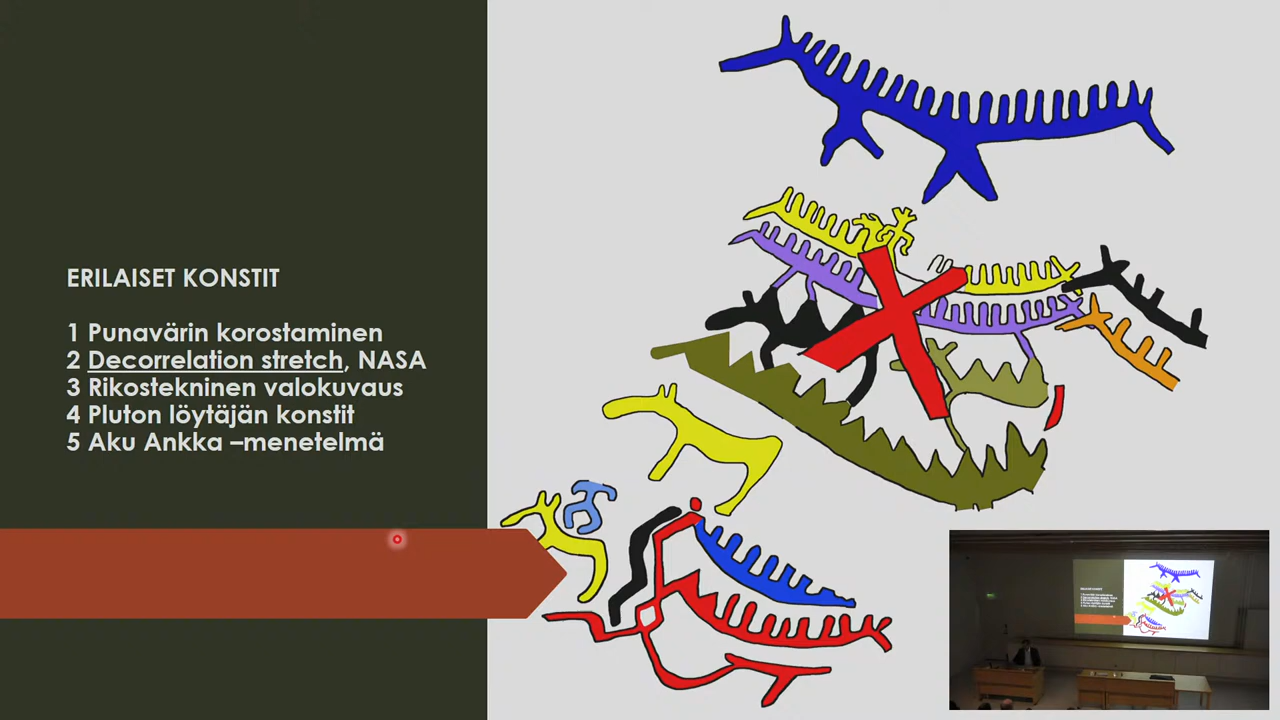 ERILAISET KONSTIT
1 Punavärin korostaminen
2 Decorrelation stretch, NASA
3 Rikostekninen valokuvaus
4 Pluton löytäjän konstit
5 Aku Ankka –menetelmä